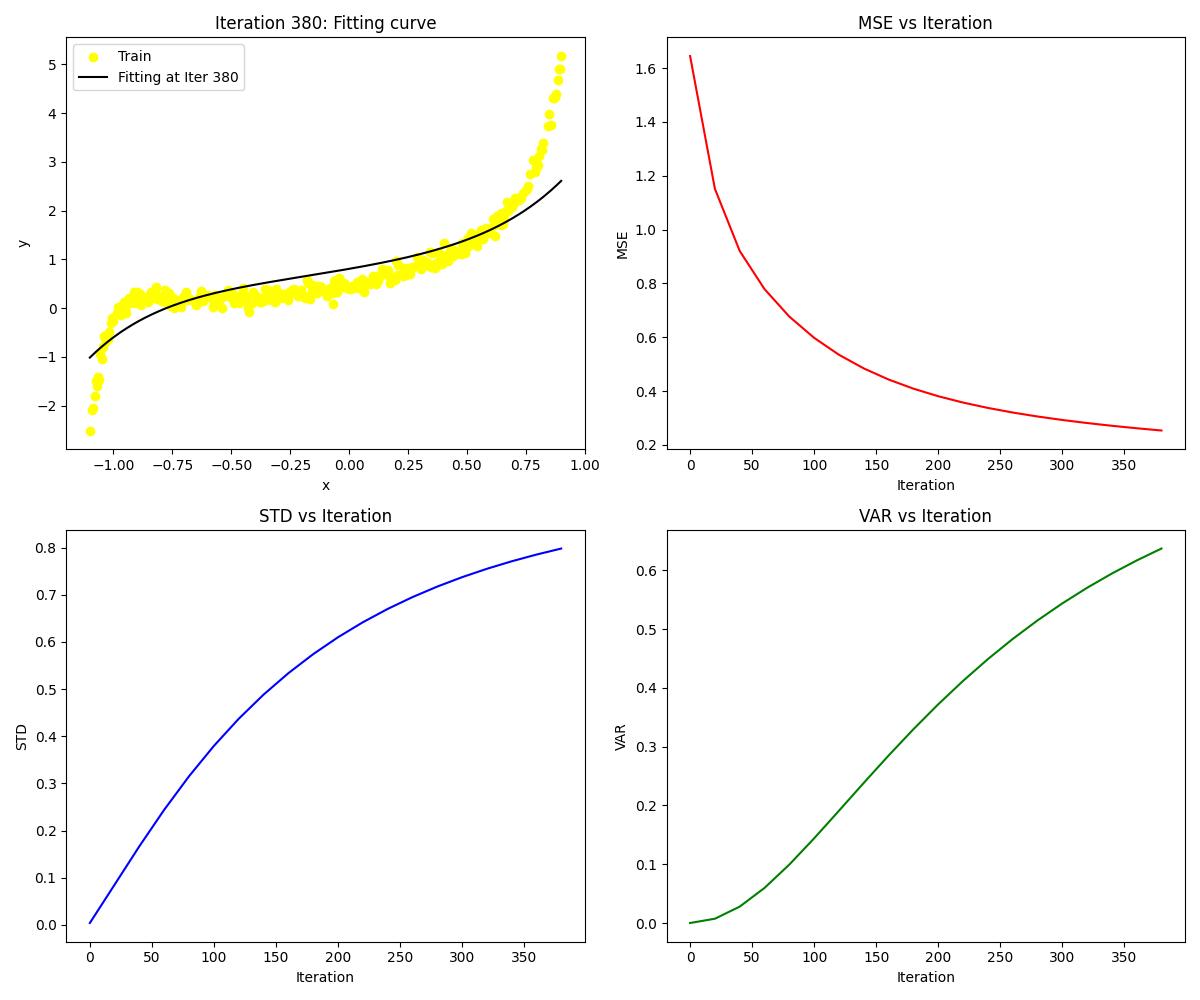 Iteration 380: Fitting curve
Train
Fitting at Iter 380
y
5
4
3
2
1
0
−1
−2
−1.00 −0.75 −0.50 −0.25 0.00 0.25 0.50 0.75 1.00
x
MSE vs Iteration
MSE
1.6
1.4
1.2
1.0
0.8
0.6
0.4
0.2
0 50 100 150 200 250 300 350
Iteration
STD vs Iteration
STD
0.8
0.7
0.6
0.5
0.4
0.3
0.2
0.1
0.0
0 50 100 150 200 250 300 350
Iteration
VAR vs Iteration
VAR
0.6
0.5
0.4
0.3
0.2
0.1
0.0
0 50 100 150 200 250 300 350
Iteration